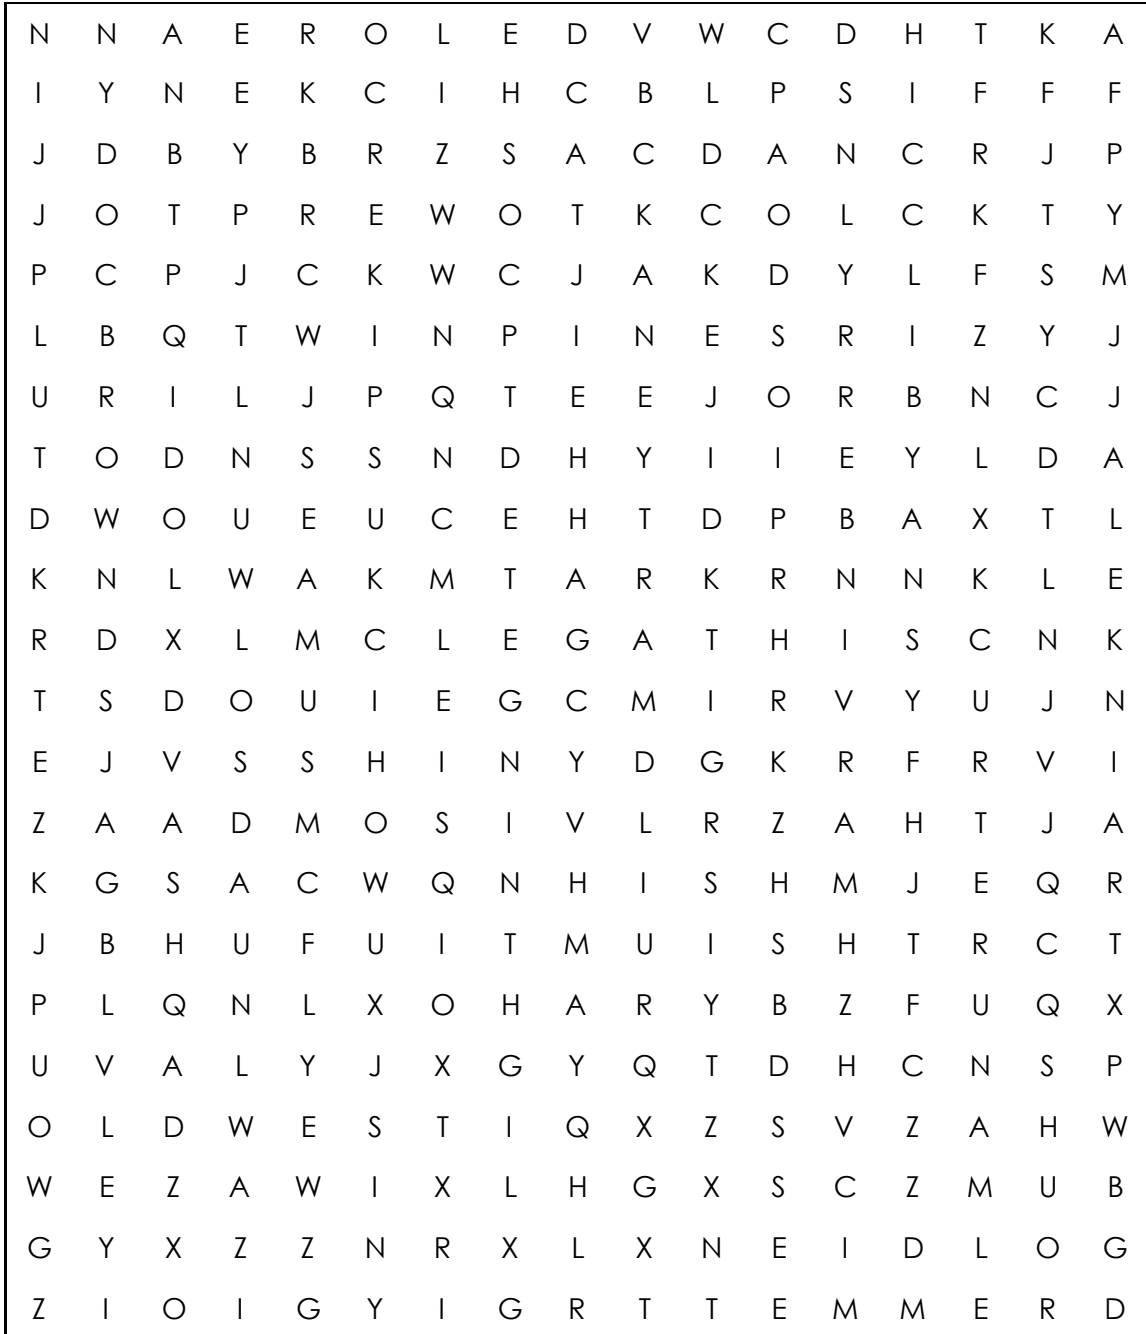 N N A E R O L E D V W C D H T K A
I Y N E K C I H C B L P S I F F F
J D B Y B R Z S A C D A N C R J P
J O T P R E W O T K C O L C K T Y
P C P J C K W C J A K D Y L F S M
L B Q T W I N P I N E S R I Z Y J
U R I L J P Q T E E J O R B N C J
T O D N S S N D H Y I I E Y L D A
D W O U E U C E H T D P B A X T L
K N L W A K M T A R K R N N K L E
R D X L M C L E G A T H I S C N K
T S D O U I E G C M I R V Y U J N
E J V S S H I N Y D G K R F R V I
Z A A D M O S I V L R Z A H T J A
K G S A C W Q N H I S H M J E Q R
J B H U F U I T M U I S H T R C T
P L Q N L X O H A R Y B Z F U Q X
U V A L Y J X G Y Q T D H C N S P
O L D W E S T I Q X Z S V Z A H W
W E Z A W I X L H G X S C Z M U B
G Y X Z Z N R X L X N E I D L O G
Z I O I G Y I G R T T E M M E R D